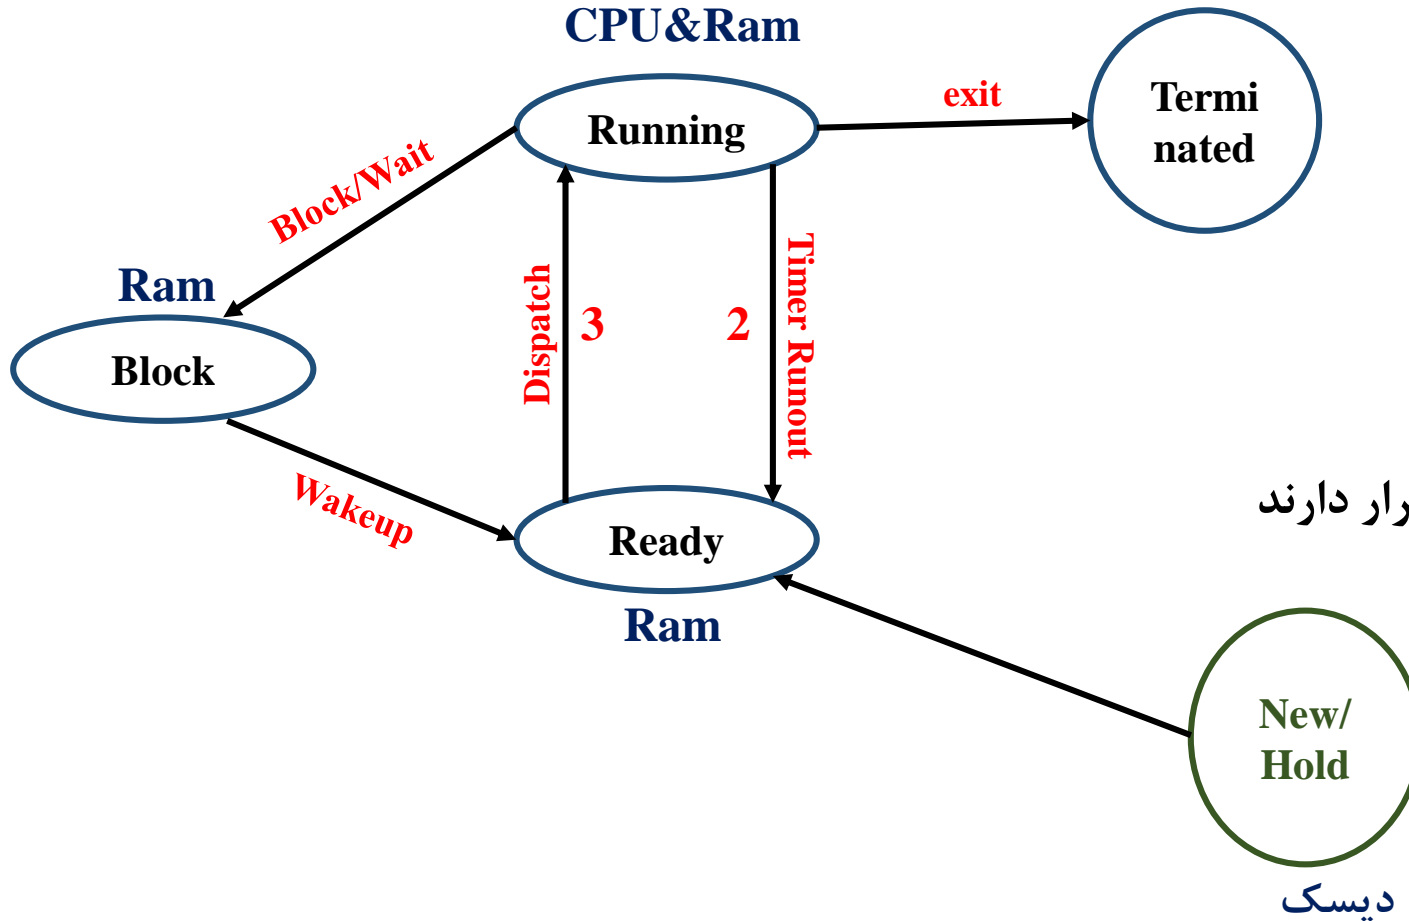 CPU&Ram
Running
exit
Termi
nated
Block/Wait
Ram
Block
Dispatch
3
2
Timer Runout
Wakeup
Ready
Ram
دارند
New/
Hold
دیسک